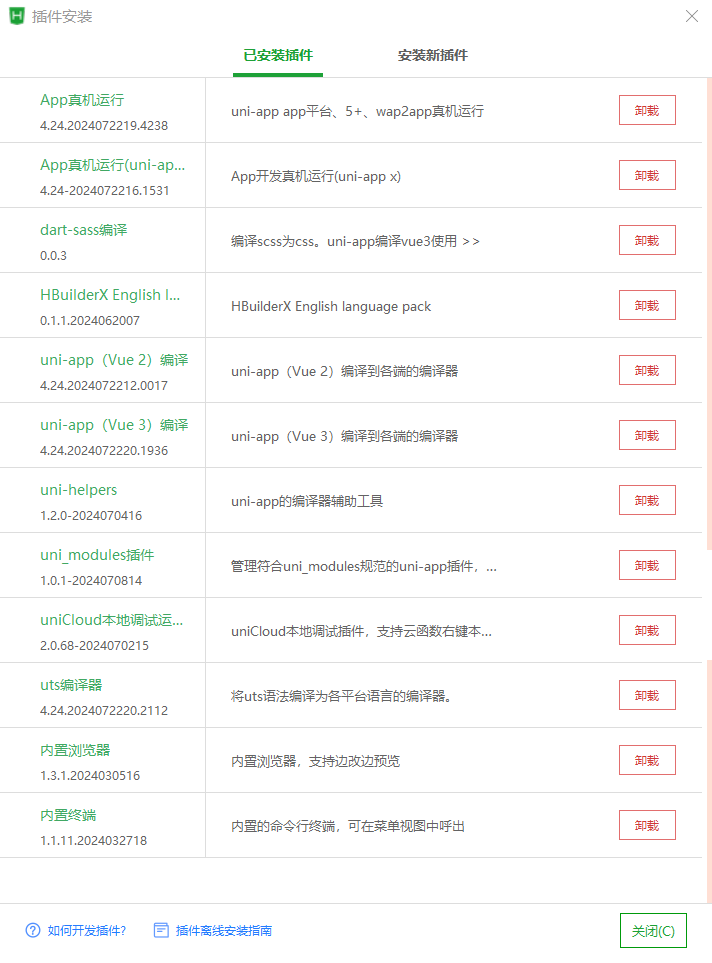 插件安装
已安装插件 安装新插件
App真机运行
4.24.2024072219.4238
uni-app app平台、5+、wap2app真机运行
卸载
App真机运行(uni-ap...
4.24-2024072216.1531
App开发真机运行(uni-app x)
卸载
dart-sass编译
0.0.3
编译scss为css。uni-app编译vue3使用 >>
卸载
HBuilderX English l...
0.1.1.2024062007
HBuilderX English language pack
卸载
uni-app（Vue 2）编译
4.24.2024072212.0017
uni-app（Vue 2）编译到各端的编译器
卸载
uni-app（Vue 3）编译
4.24.2024072220.1936
uni-app（Vue 3）编译到各端的编译器
卸载
uni-helpers
1.2.0-2024070416
uni-app的编译器辅助工具
卸载
uni_modules插件
1.0.1-2024070814
管理符合uni_modules规范的uni-app插件，...
卸载
uniCloud本地调试运...
2.0.68-2024070215
uniCloud本地调试插件，支持云函数右键本...
卸载
uts编译器
4.24.2024072220.2112
将uts语法编译为各平台语言的编译器。
卸载
内置浏览器
1.3.1.2024030516
内置浏览器，支持边改边预览
卸载
内置终端
1.1.11.2024032718
内置的命令行终端，可在菜单视图中呼出
卸载
如何开发插件? 插件离线安装指南 关闭(C)